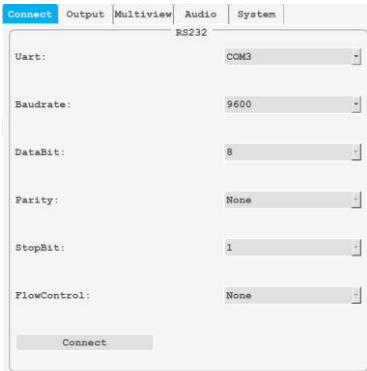 Connect Output Multiview Audio System
RS232
Uart: COM3
Baudrate: 9600
DataBit: 8
Parity: None
StopBit: 1
FlowControl: None
Connect